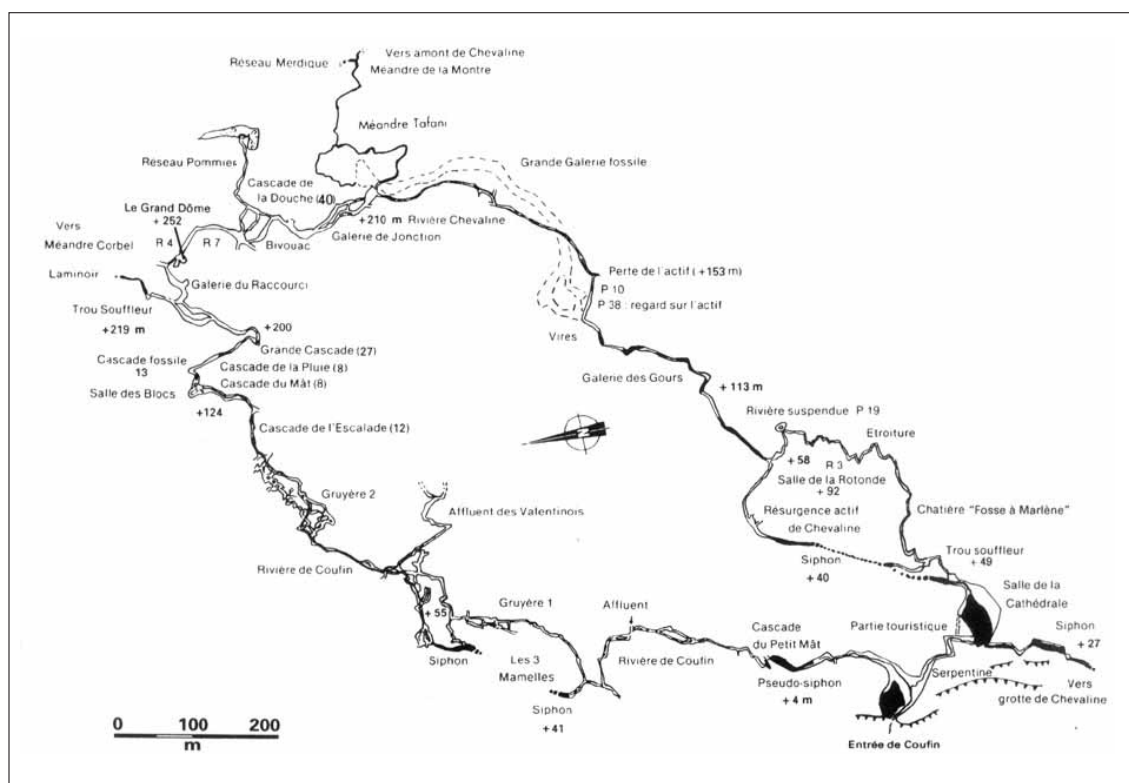 Vers amont de Chevaline
Réseau Merdique
Méandre de la Montre
Méandre Tafani
Réseau Pommier
Grande Galerie fossile
Cascade de
la Douche (40)
Le Grand Dôme
+ 252
+210 m Rivière Chevaline
Vers
Méandre Corbel
R 4
R 7
Bivouac
Galerie de Jonction
Laminoir
Galerie du Raccourci
Perte de l'actif (+153 m)
P 10
P 38 : regard sur l'actif
Trou Souffleur
+219 m
+200
Vires
Grande Cascade (27)
Cascade fossile
13
Cascade de la Pluie (8)
Galerie des Gours
Salle des Blocs
Cascade du Mât (8)
+ 113 m
+124
Rivière suspendue P 19
Cascade de l'Escalade (12)
Etroiture
+ 58
R 3
Salle de la Rotonde
+ 92
Gruyère 2
Affluent des Valentinois
Résurgence actif
de Chevaline
Chatière "Fosse à Marlène"
Rivière de Coufin
Siphon
+ 40
Trou souffleur
+ 49
Salle de la
Cathédrale
+ 55
Gruyère 1
Affluent
Partie touristique
Siphon
+ 27
Cascade
du Petit Mât
Siphon
Les 3
Mamelles
Rivière de Coufin
Serpentine
Pseudo-siphon
+ 4 m
Vers
grotte de Chevaline
Siphon
+41
0 100 200
m
Entrée de Coufin